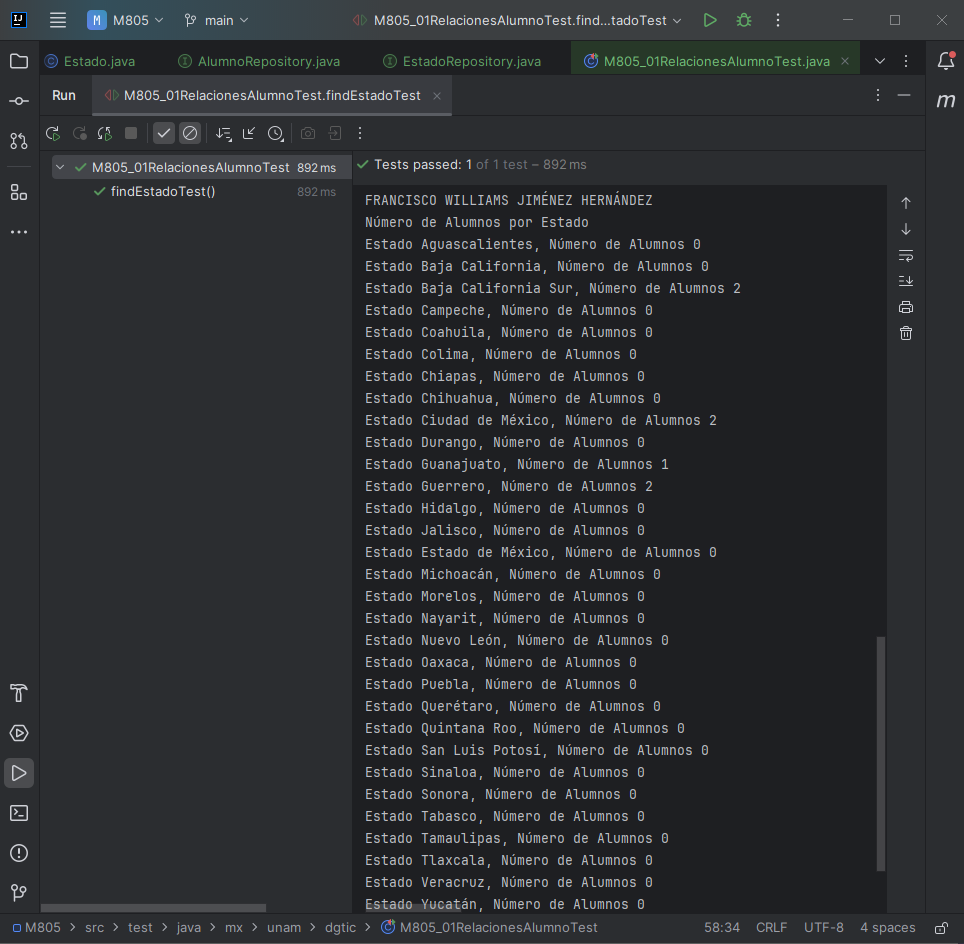 IJ M M805 main M805_01RelacionesAlumnoTest.find...tadoTest
Estado.java AlumnoRepository.java EstadoRepository.java M805_01RelacionesAlumnoTest.java
Run M805_01RelacionesAlumnoTest.findEstadoTest
m
M805_01RelacionesAlumnoTest 892 ms
findEstadoTest() 892 ms
Tests passed: 1 of 1 test – 892 ms
FRANCISCO WILLIAMS JIMÉNEZ HERNÁNDEZ
Número de Alumnos por Estado
Estado Aguascalientes, Número de Alumnos 0
Estado Baja California, Número de Alumnos 0
Estado Baja California Sur, Número de Alumnos 2
Estado Campeche, Número de Alumnos 0
Estado Coahuila, Número de Alumnos 0
Estado Colima, Número de Alumnos 0
Estado Chiapas, Número de Alumnos 0
Estado Chihuahua, Número de Alumnos 0
Estado Ciudad de México, Número de Alumnos 2
Estado Durango, Número de Alumnos 0
Estado Guanajuato, Número de Alumnos 1
Estado Guerrero, Número de Alumnos 2
Estado Hidalgo, Número de Alumnos 0
Estado Jalisco, Número de Alumnos 0
Estado Estado de México, Número de Alumnos 0
Estado Michoacán, Número de Alumnos 0
Estado Morelos, Número de Alumnos 0
Estado Nayarit, Número de Alumnos 0
Estado Nuevo León, Número de Alumnos 0
Estado Oaxaca, Número de Alumnos 0
Estado Puebla, Número de Alumnos 0
Estado Querétaro, Número de Alumnos 0
Estado Quintana Roo, Número de Alumnos 0
Estado San Luis Potosí, Número de Alumnos 0
Estado Sinaloa, Número de Alumnos 0
Estado Sonora, Número de Alumnos 0
Estado Tabasco, Número de Alumnos 0
Estado Tamaulipas, Número de Alumnos 0
Estado Tlaxcala, Número de Alumnos 0
Estado Veracruz, Número de Alumnos 0
Estado Yucatán, Número de Alumnos 0
M805 > src > test > java > mx > unam > dgtic > M805_01RelacionesAlumnoTest 58:34 CRLF UTF-8 4 spaces